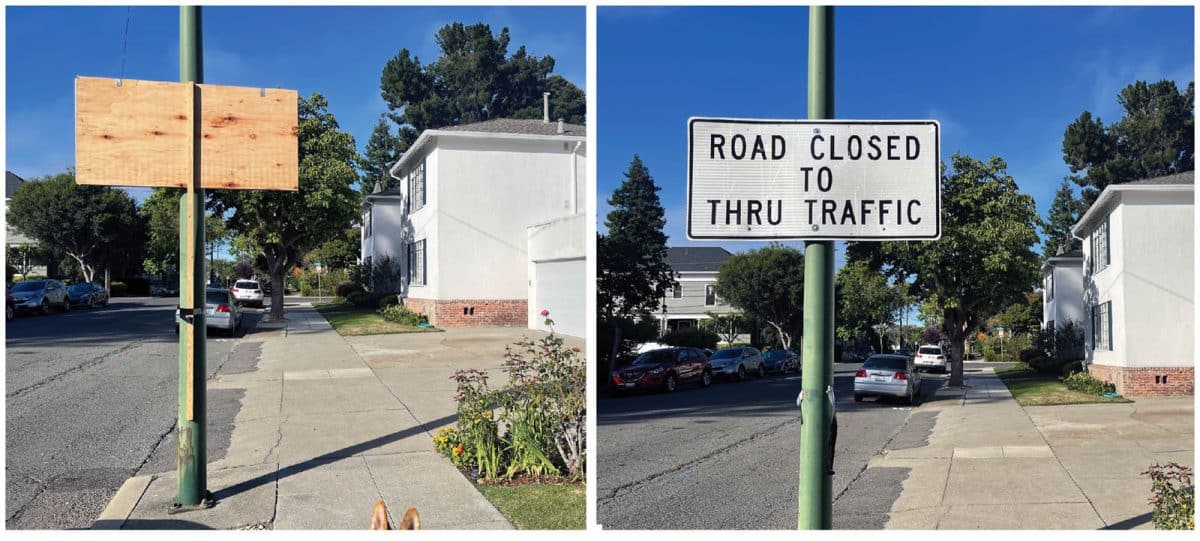 ROAD CLOSED
TO
THRU TRAFFIC